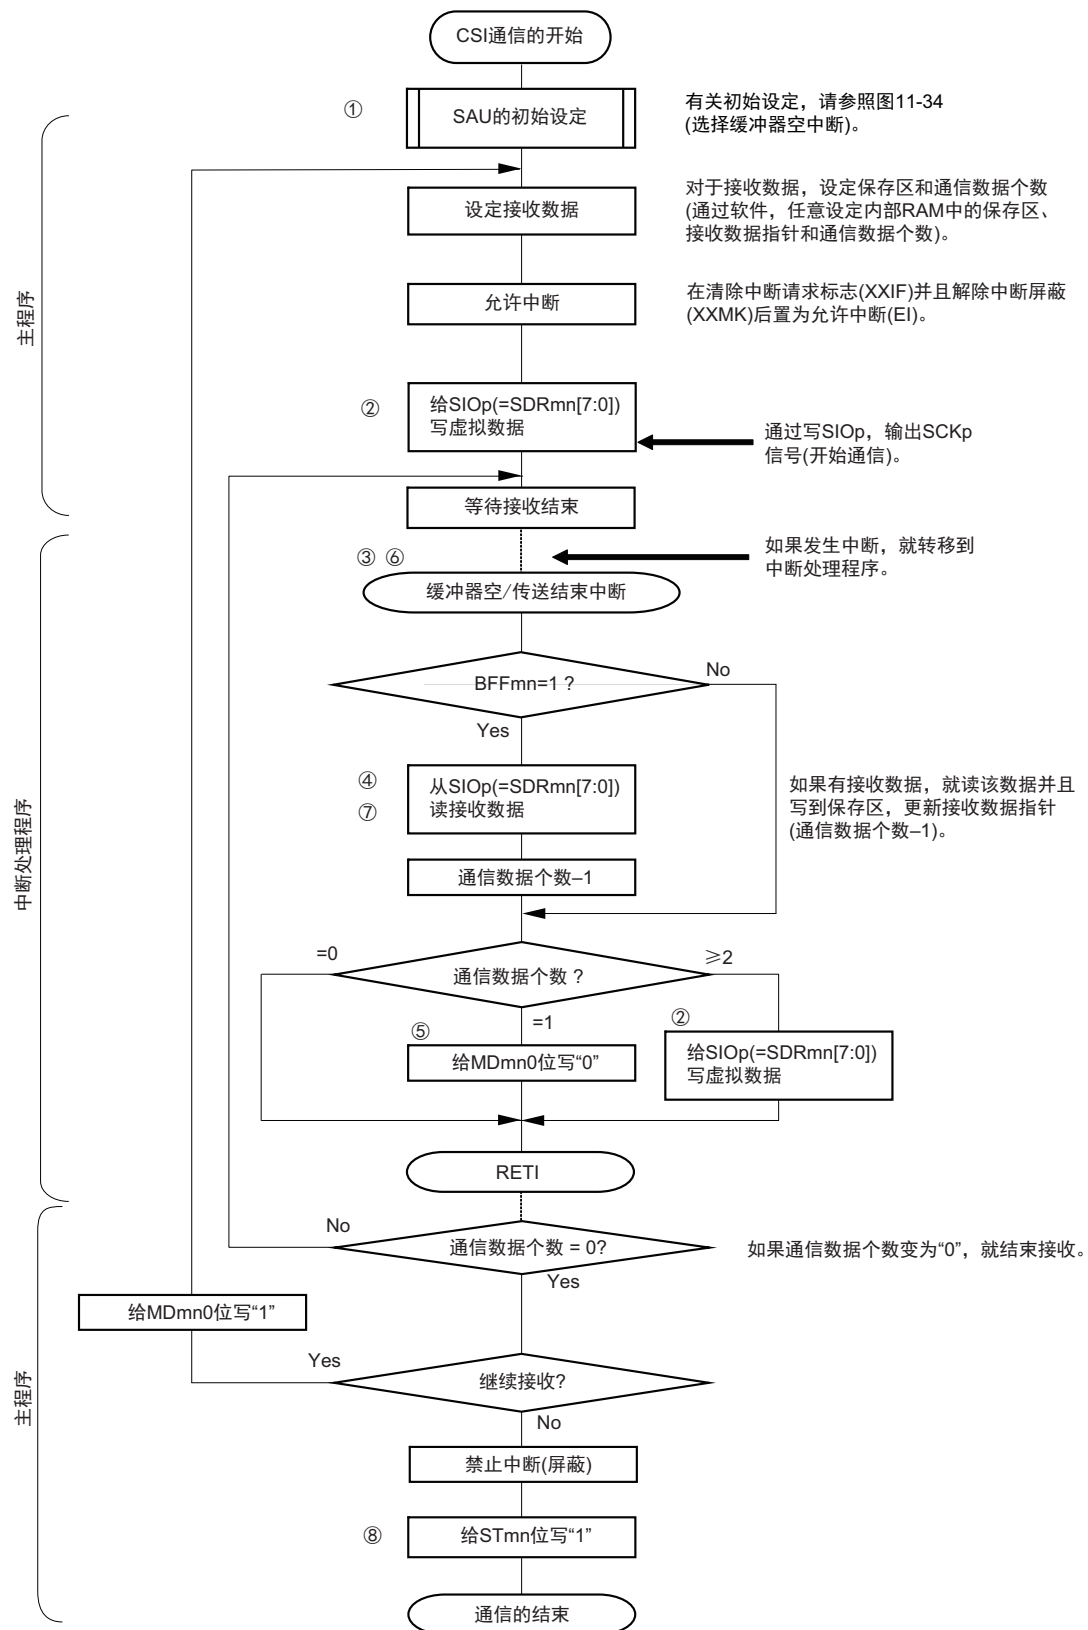 CSI通信的开始
①
SAU的初始设定
有关初始设定，请参照图11-34
(选择缓冲器空中断)。
设定接收数据
对于接收数据，设定保存区和通信数据个数
(通过软件，任意设定内部RAM中的保存区、
接收数据指针和通信数据个数)。
主程序
允许中断
在清除中断请求标志(XXIF)并且解除中断屏蔽
(XXMK)后置为允许中断(EI)。
②
给SIOp(=SDRmn[7:0])
写虚拟数据
通过写SIOp，输出SCKp
信号(开始通信)。
等待接收结束
③ ⑥
如果发生中断，就转移到
中断处理程序。
缓冲器空/传送结束中断
BFFmn=1 ?
No
Yes
④
⑦
从SIOp(=SDRmn[7:0])
读接收数据
如果有接收数据，就读该数据并且
写到保存区，更新接收数据指针
(通信数据个数–1)。
中断处理程序
通信数据个数–1
=0
通信数据个数 ?
≥2
=1
⑤
给MDmn0位写“0”
②
给SIOp(=SDRmn[7:0])
写虚拟数据
RETI
No
通信数据个数 = 0?
如果通信数据个数变为“0”，就结束接收。
Yes
给MDmn0位写“1”
Yes
继续接收?
No
主程序
禁止中断(屏蔽)
⑧
给STmn位写“1”
通信的结束